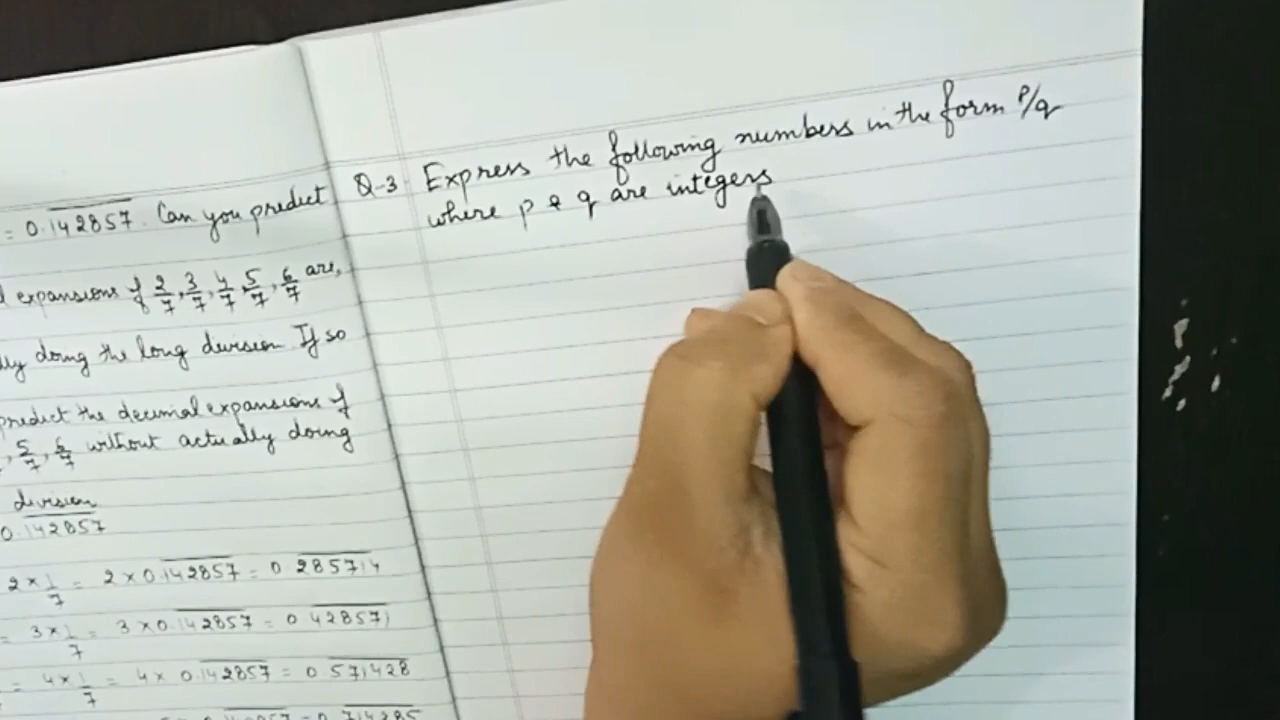 = 0.142857. Can you predict
expansions of 2/7, 3/7, 4/7, 5/7, 6/7 are,
doing the long division If so
predict the decimal expansions of
, 5/7, 6/7 without actually doing
division
0.142857
2 × 1/7 = 2 × 0.142857 = 0 285714
= 3 × 1/7 = 3 × 0.142857 = 0 428571
= 4 × 1/7 = 4 × 0.142857 = 0 571428
= 0.714285
Q-3 Express the following numbers in the form P/q
where p & q are integers